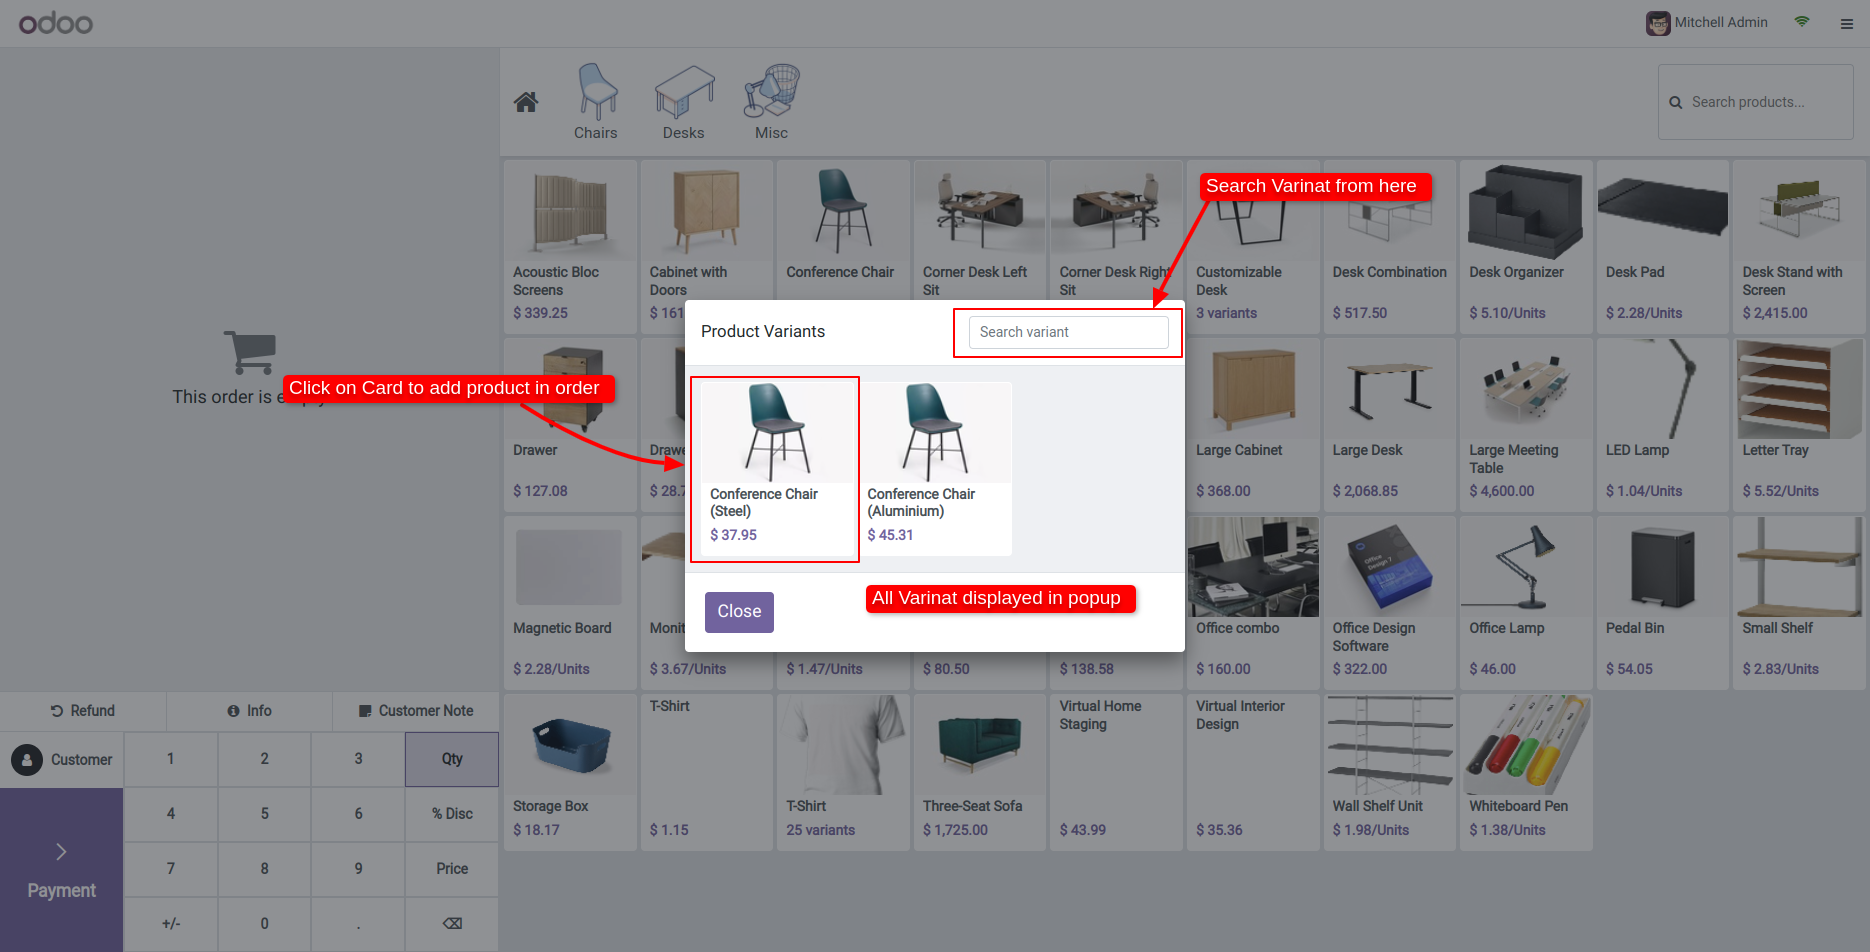 odoo
Mitchell Admin
Chairs
Desks
Misc
Search products...
Search Varinat from here
Acoustic Bloc
Screens
$ 339.25
Cabinet with
Doors
$ 161
Conference Chair
Corner Desk Left
Sit
Corner Desk Right
Sit
Customizable
Desk
3 variants
Desk Combination
$ 517.50
Desk Organizer
$ 5.10/Units
Desk Pad
$ 2.28/Units
Desk Stand with
Screen
$ 2,415.00
Product Variants
Search variant
This order is e
Click on Card to add product in order
Drawer
$ 127.08
Drawe
$ 28.7
Conference Chair
(Steel)
$ 37.95
Conference Chair
(Aluminium)
$ 45.31
Large Cabinet
$ 368.00
Large Desk
$ 2,068.85
Large Meeting
Table
$ 4,600.00
LED Lamp
$ 1.04/Units
Letter Tray
$ 5.52/Units
Close
All Varinat displayed in popup
Magnetic Board
$ 2.28/Units
Monit
$ 3.67/Units
$ 1.47/Units
$ 80.50
$ 138.58
Office combo
$ 160.00
Office
Design 7
Office Design
Software
$ 322.00
Office Lamp
$ 46.00
Pedal Bin
$ 54.05
Small Shelf
$ 2.83/Units
Refund
Info
Customer Note
Customer
1
2
3
Qty
4
5
6
% Disc
7
8
9
Price
+/-
0
.
Payment
Storage Box
$ 18.17
T-Shirt
$ 1.15
T-Shirt
25 variants
Three-Seat Sofa
$ 1,725.00
Virtual Home
Staging
$ 43.99
Virtual Interior
Design
$ 35.36
Wall Shelf Unit
$ 1.98/Units
Whiteboard Pen
$ 1.38/Units